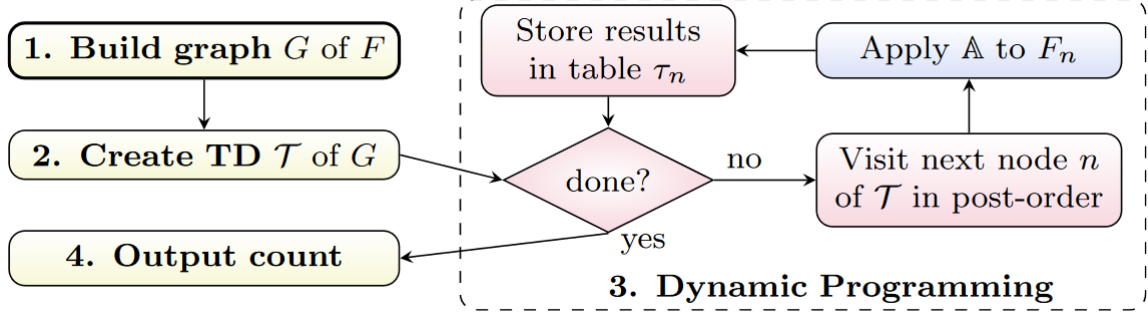 1. Build graph G of F
2. Create TD 𝒯 of G
4. Output count
Store results
in table τₙ
done?
no
yes
Apply 𝔸 to Fₙ
Visit next node n
of 𝒯 in post-order
3. Dynamic Programming